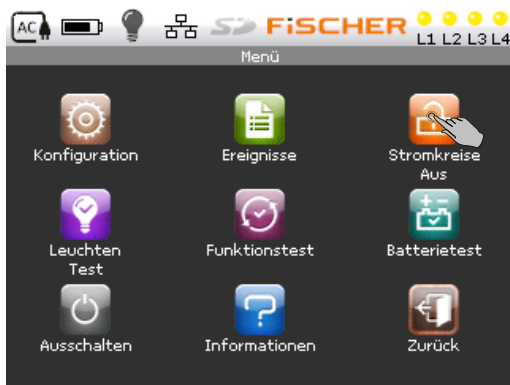 AC
SD FiSCHER
L1 L2 L3 L4
Menü
Konfiguration
Ereignisse
Stromkreise
Aus
Leuchten
Test
Funktionstest
Batterietest
Ausschalten
Informationen
Zurück